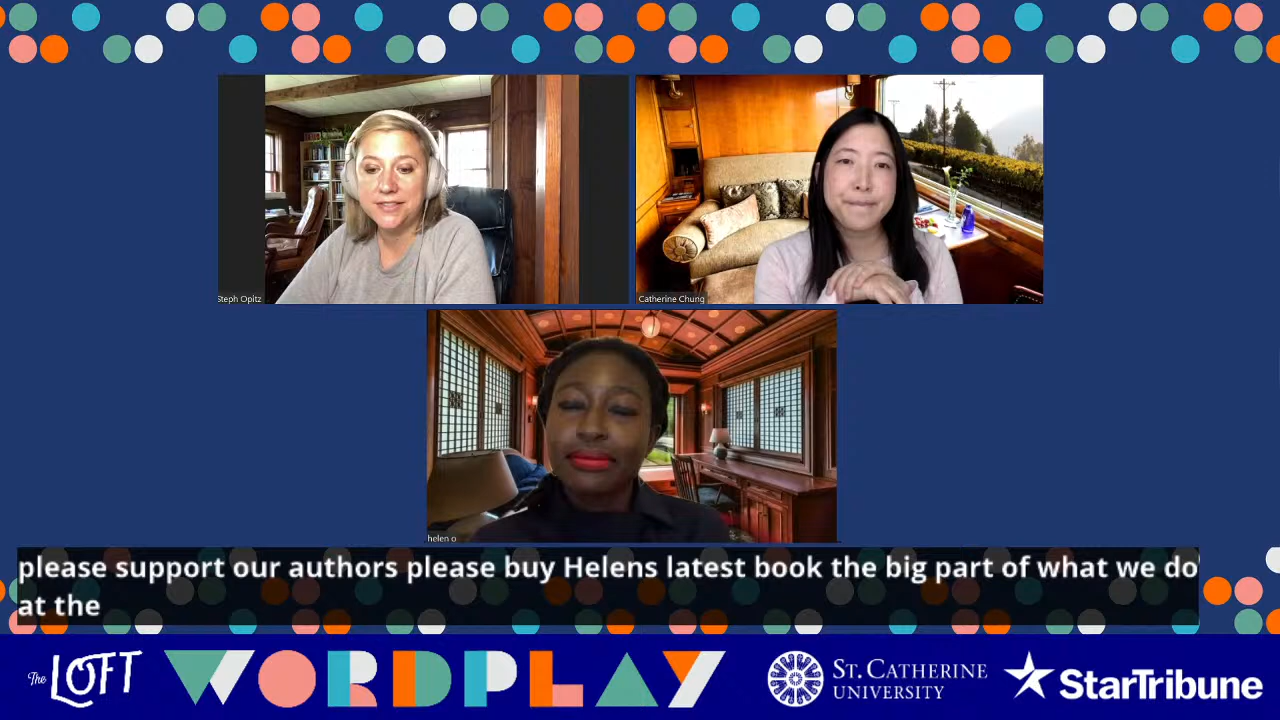 Steph Opitz
Catherine Chung
helen o
please support our authors please buy Helens latest book the big part of what we do
at the
The LOFT
WORDPLAY
ST. CATHERINE
UNIVERSITY
StarTribune